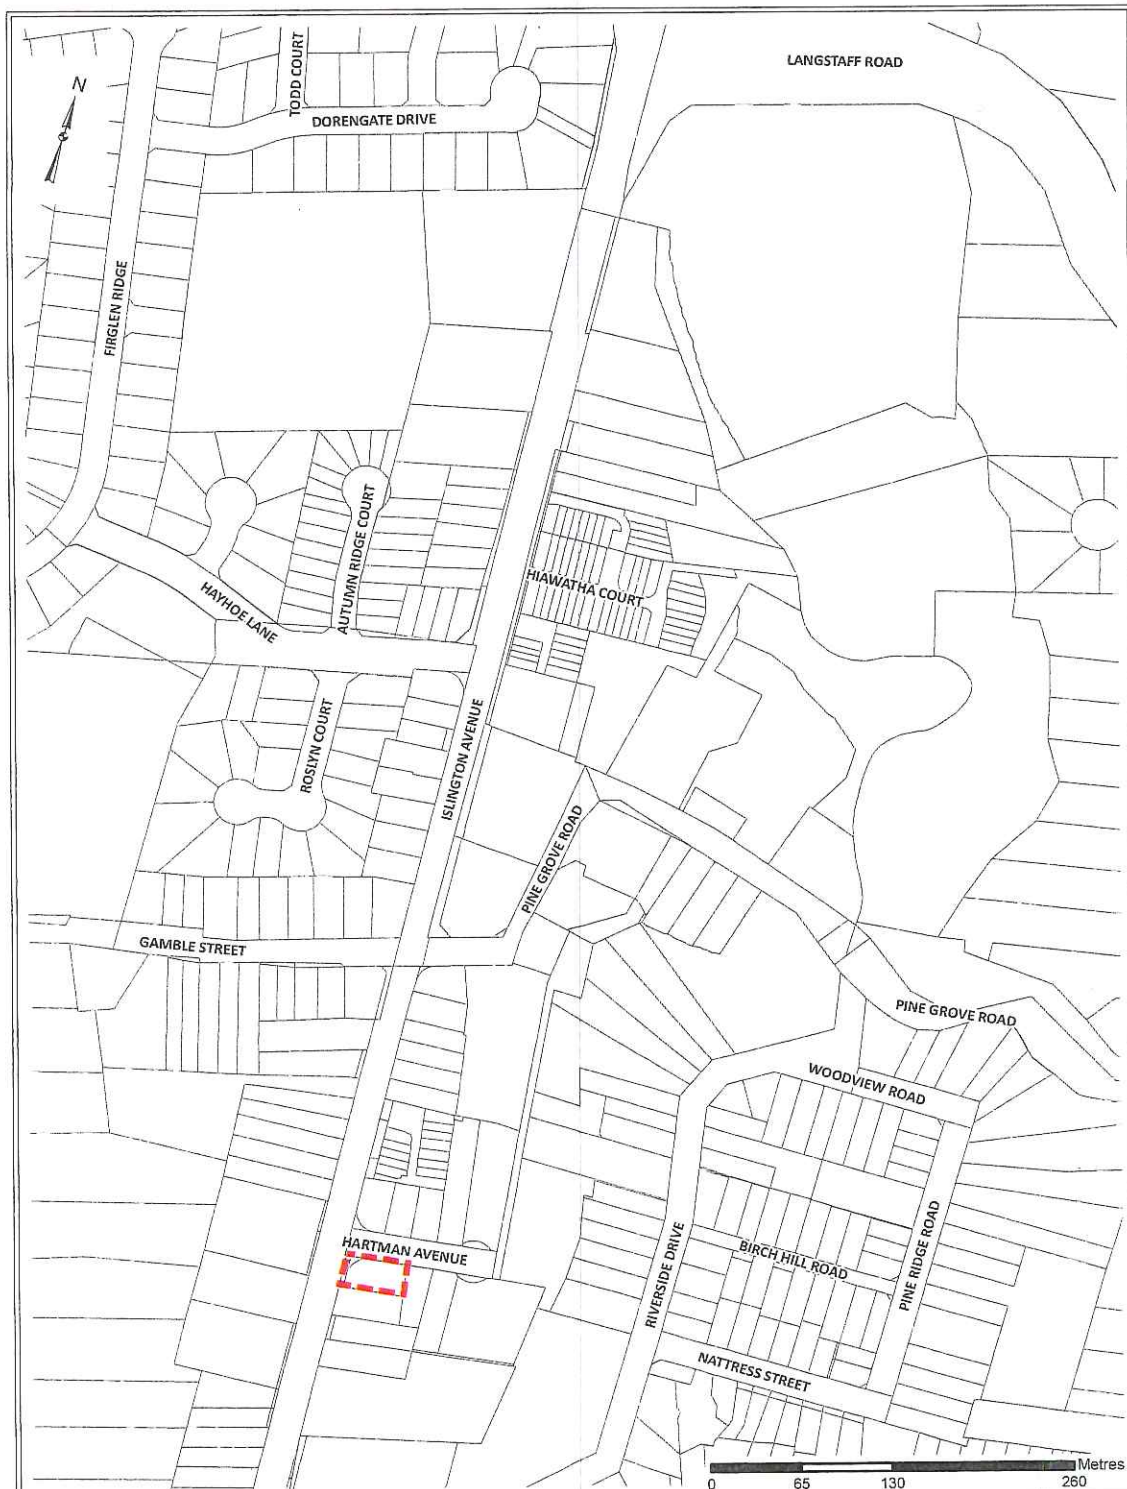 LANGSTAFF ROAD
TODD COURT
N
DORENGATE DRIVE
FIRGLEN RIDGE
AUTUMN RIDGE COURT
HIAWATHA COURT
HAYHOE LANE
ROSLYN COURT
ISLINGTON AVENUE
PINE GROVE ROAD
GAMBLE STREET
PINE GROVE ROAD
WOODVIEW ROAD
PINE RIDGE ROAD
HARTMAN AVENUE
RIVERSIDE DRIVE
BIRCH HILL ROAD
NATTRESS STREET
Metres
0 65 130 260